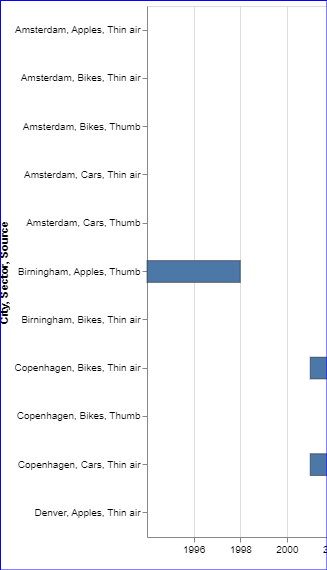 City, Sector, Source
Amsterdam, Apples, Thin air
Amsterdam, Bikes, Thin air
Amsterdam, Bikes, Thumb
Amsterdam, Cars, Thin air
Amsterdam, Cars, Thumb
Birningham, Apples, Thumb
Birningham, Bikes, Thin air
Copenhagen, Bikes, Thin air
Copenhagen, Bikes, Thumb
Copenhagen, Cars, Thin air
Denver, Apples, Thin air
1996 1998 2000